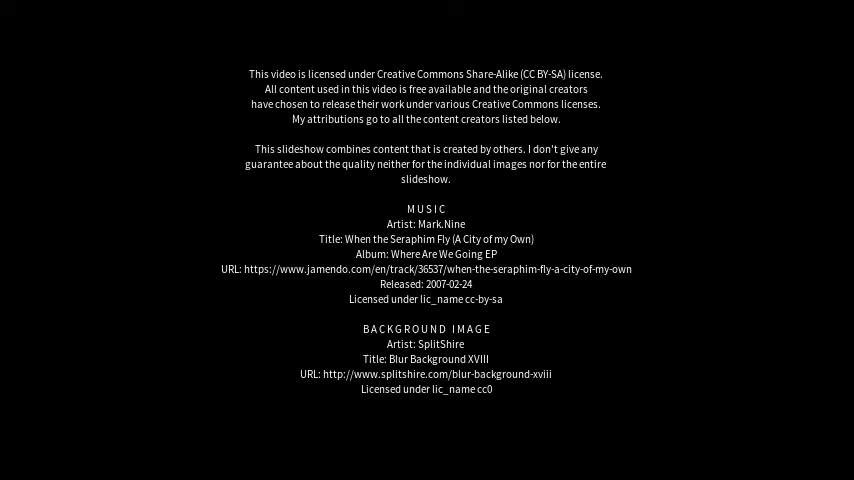 This video is licensed under Creative Commons Share-Alike (CC BY-SA) license.
All content used in this video is free available and the original creators
have chosen to release their work under various Creative Commons licenses.
My attributions go to all the content creators listed below.
This slideshow combines content that is created by others. I don't give any
guarantee about the quality neither for the individual images nor for the entire
slideshow.
MUSIC
Artist: Mark.Nine
Title: When the Seraphim Fly (A City of my Own)
Album: Where Are We Going EP
URL: https://www.jamendo.com/en/track/36537/when-the-seraphim-fly-a-city-of-my-own
Released: 2007-02-24
Licensed under lic_name cc-by-sa
BACKGROUND IMAGE
Artist: SplitShire
Title: Blur Background XVIII
URL: http://www.splitshire.com/blur-background-xviii
Licensed under lic_name cc0